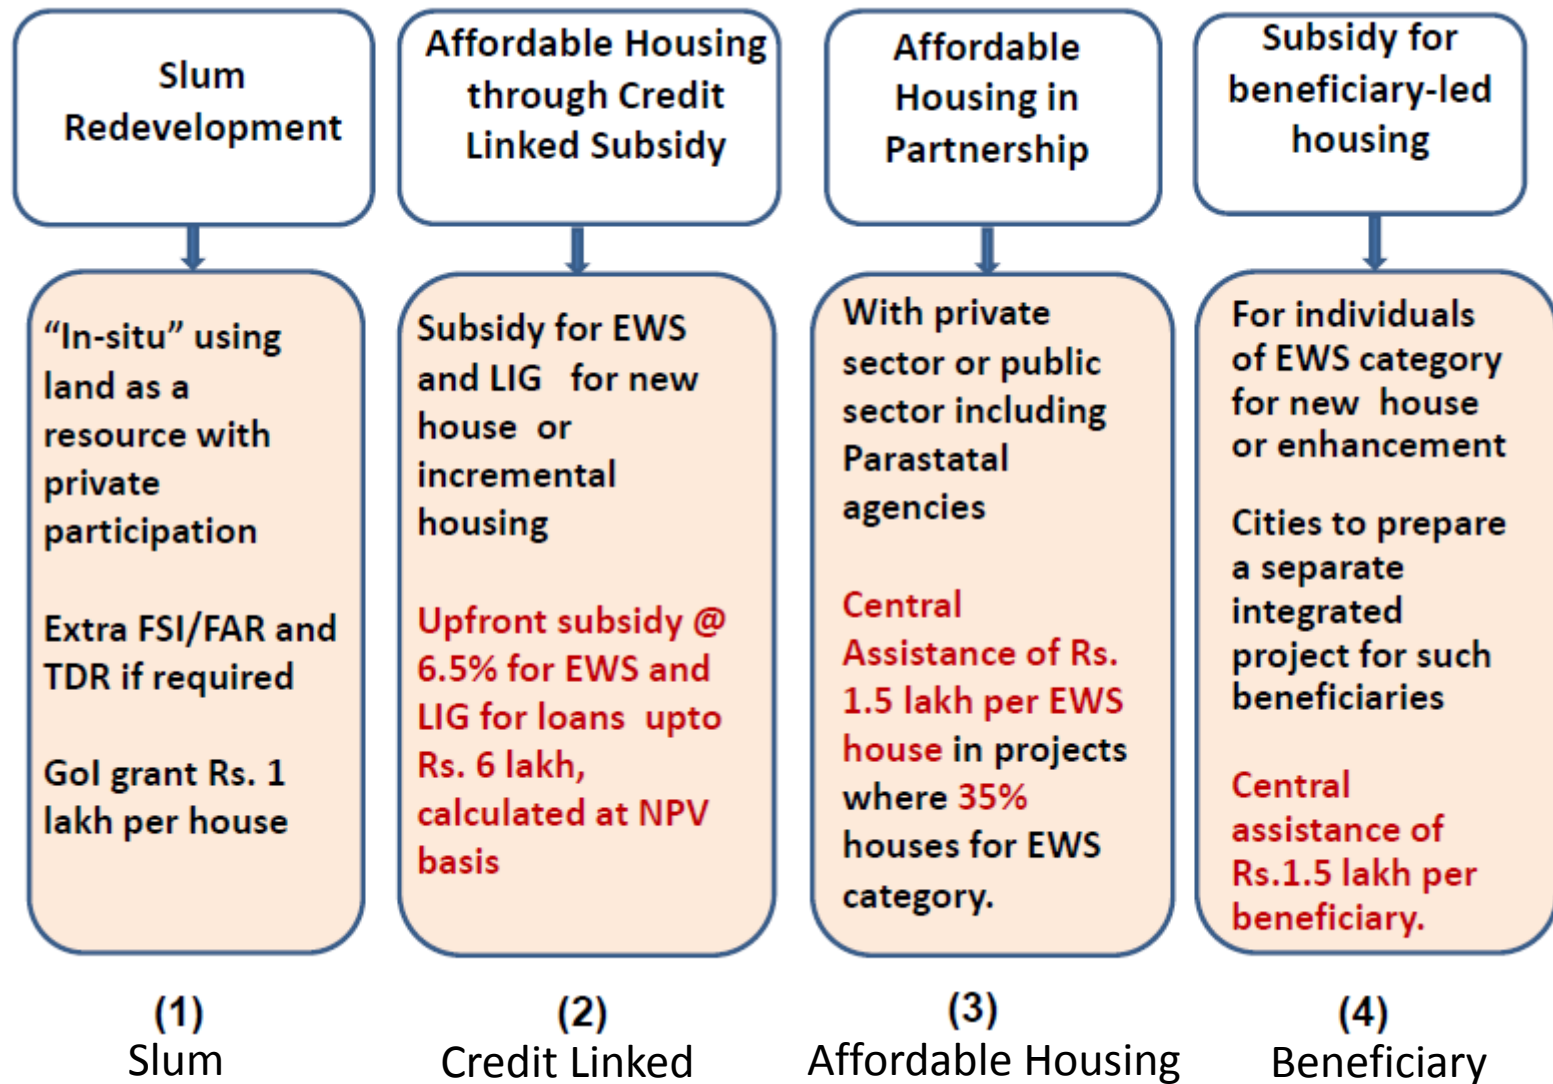 Slum
Redevelopment
“In-situ” using
land as a
resource with
private
participation
Extra FSI/FAR and
TDR if required
GoI grant Rs. 1
lakh per house
(1)
Slum
Affordable Housing
through Credit
Linked Subsidy
Subsidy for EWS
and LIG for new
house or
incremental
housing
Upfront subsidy @
6.5% for EWS and
LIG for loans upto
Rs. 6 lakh,
calculated at NPV
basis
(2)
Credit Linked
Affordable
Housing in
Partnership
With private
sector or public
sector including
Parastatal
agencies
Central
Assistance of Rs.
1.5 lakh per EWS
house in projects
where 35%
houses for EWS
category.
(3)
Affordable Housing
Subsidy for
beneficiary-led
housing
For individuals
of EWS category
for new house
or enhancement
Cities to prepare
a separate
integrated
project for such
beneficiaries
Central
assistance of
Rs.1.5 lakh per
beneficiary.
(4)
Beneficiary